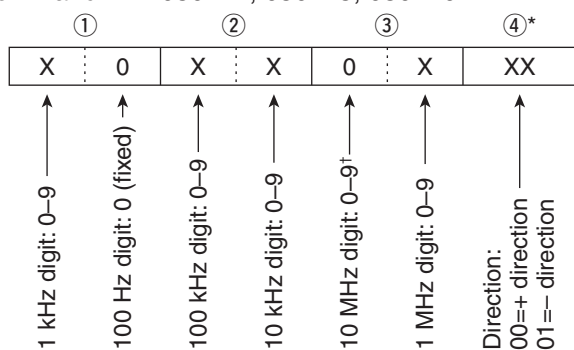 ① ② ③ ④*
X 0 X X 0 X XX
1 kHz digit: 0–9
100 Hz digit: 0 (fixed)
100 kHz digit: 0–9
10 kHz digit: 0–9
10 MHz digit: 0–9†
1 MHz digit: 0–9
Direction:
00=+ direction
01=– direction